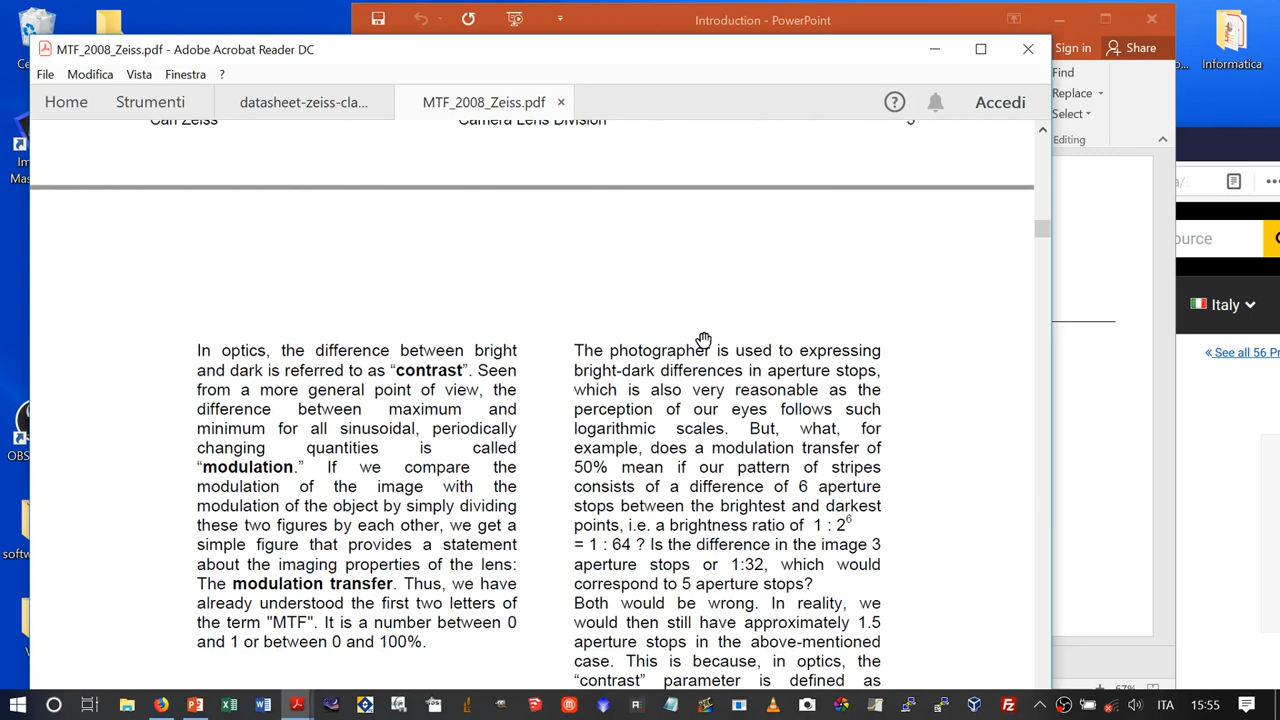 Introduction - PowerPoint
MTF_2008_Zeiss.pdf - Adobe Acrobat Reader DC
Sign in
Share
Informatica
File Modifica Vista Finestra ?
Find
Home Strumenti datasheet-zeiss-cla... MTF_2008_Zeiss.pdf × Accedi
Replace
Select
Carl Zeiss Camera Lens Division
Editing
ource
Italy
See all 56 Pr
In optics, the difference between bright
and dark is referred to as “contrast”. Seen
from a more general point of view, the
difference between maximum and
minimum for all sinusoidal, periodically
changing quantities is called
“modulation.” If we compare the
modulation of the image with the
modulation of the object by simply dividing
these two figures by each other, we get a
simple figure that provides a statement
about the imaging properties of the lens:
The modulation transfer. Thus, we have
already understood the first two letters of
the term "MTF". It is a number between 0
and 1 or between 0 and 100%.
The photographer is used to expressing
bright-dark differences in aperture stops,
which is also very reasonable as the
perception of our eyes follows such
logarithmic scales. But, what, for
example, does a modulation transfer of
50% mean if our pattern of stripes
consists of a difference of 6 aperture
stops between the brightest and darkest
points, i.e. a brightness ratio of 1 : 2⁶
= 1 : 64 ? Is the difference in the image 3
aperture stops or 1:32, which would
correspond to 5 aperture stops?
Both would be wrong. In reality, we
would then still have approximately 1.5
aperture stops in the above-mentioned
case. This is because, in optics, the
“contrast” parameter is defined as
67%
ITA 15:55